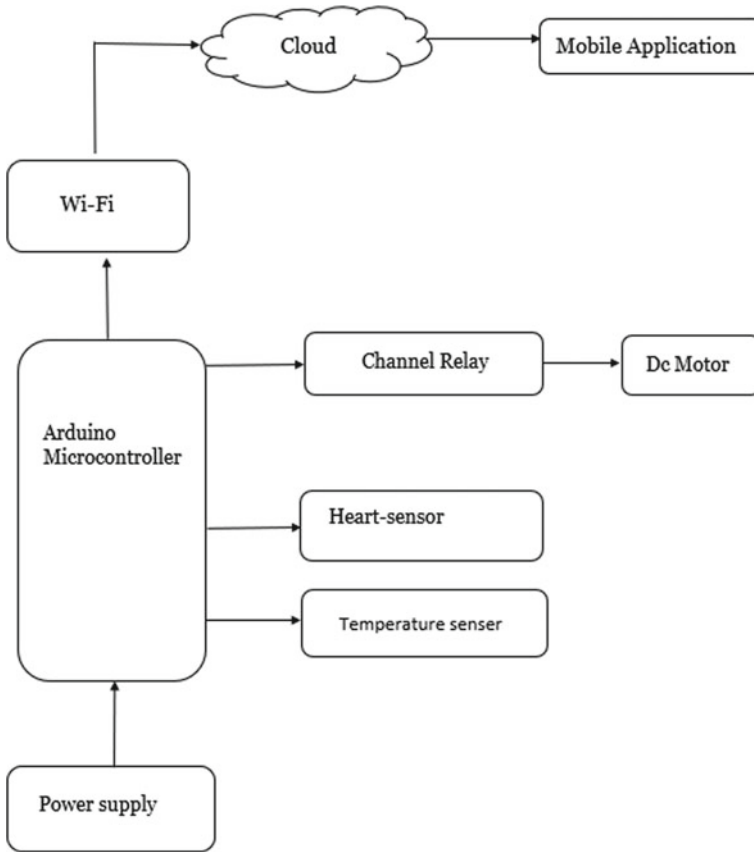 Cloud
Mobile Application
Wi-Fi
Channel Relay
Dc Motor
Arduino
Microcontroller
Heart-sensor
Temperature senser
Power supply